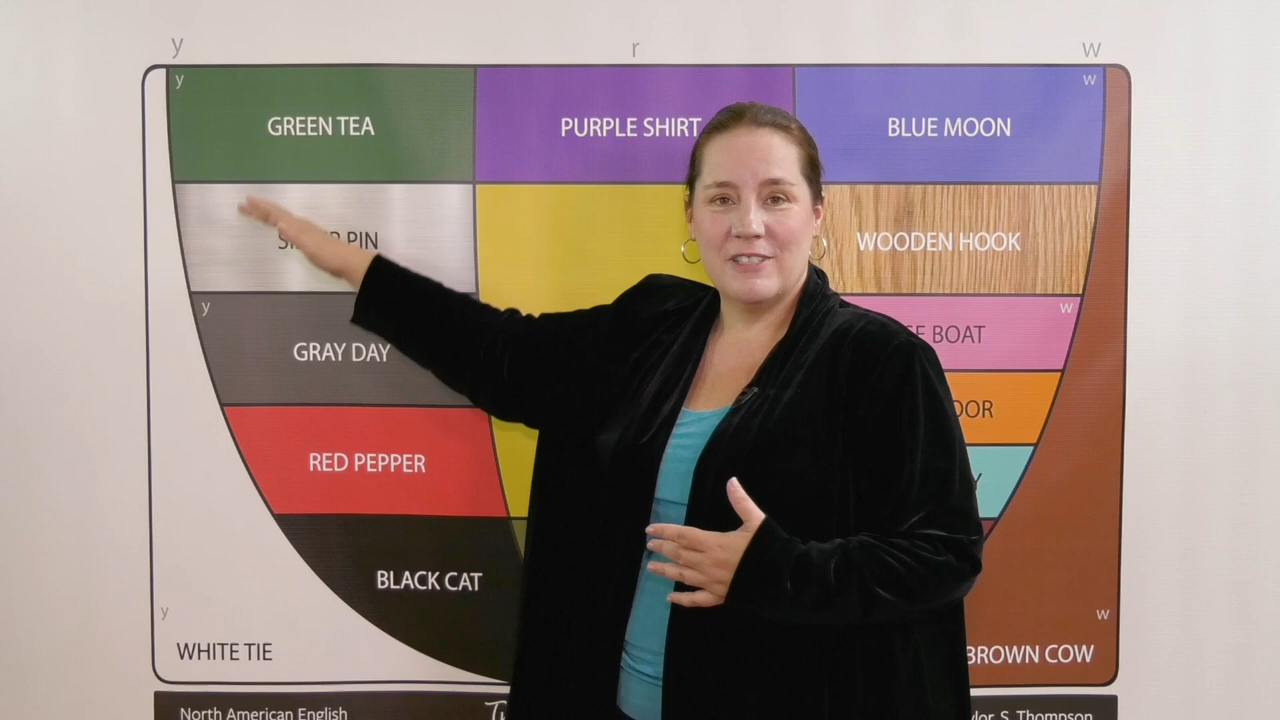 y r w
y w
GREEN TEA PURPLE SHIRT BLUE MOON
PIN WOODEN HOOK
y w
GRAY DAY BOAT
RED PEPPER
BLACK CAT
y w
WHITE TIE BROWN COW
North American English S. Thompson